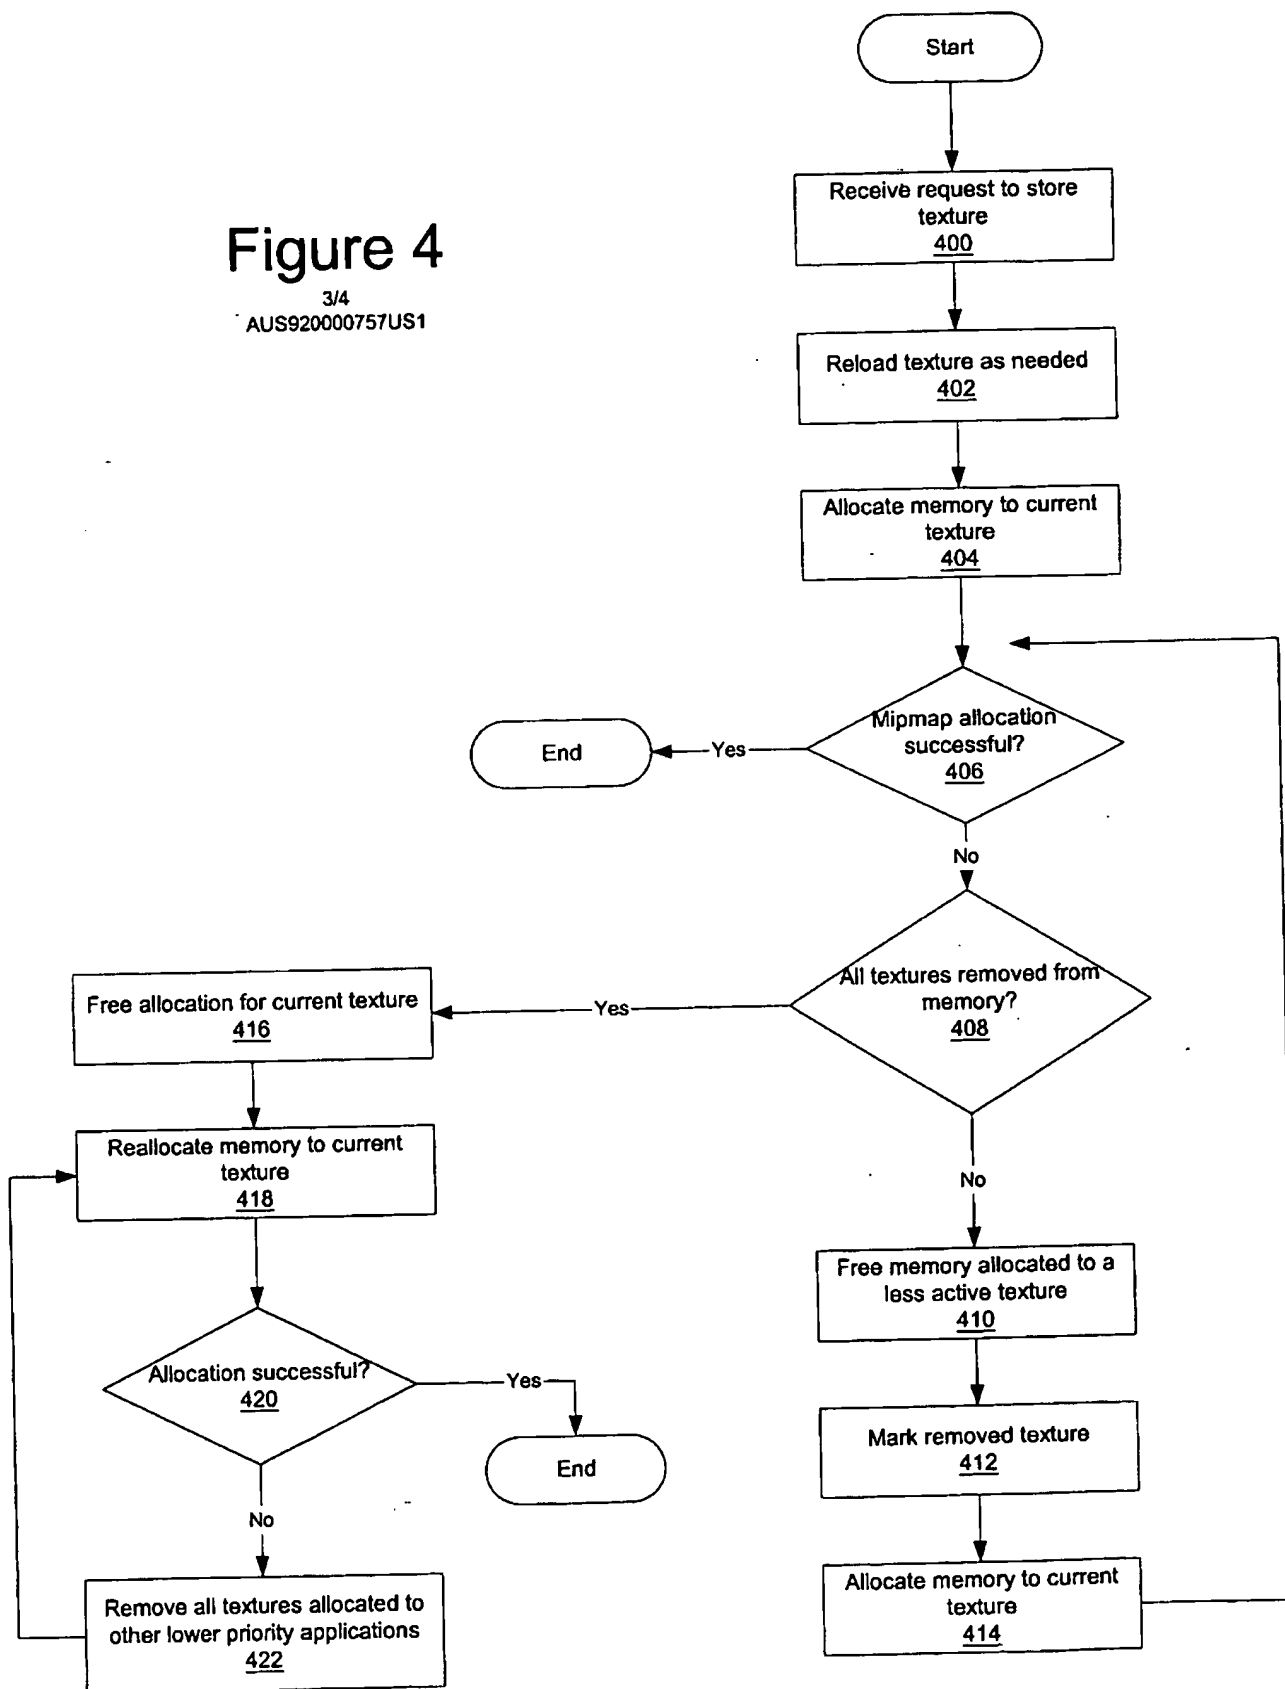 Start
Receive request to store
texture
400
Figure 4
3/4
AUS920000757US1
Reload texture as needed
402
Allocate memory to current
texture
404
Mipmap allocation
successful?
406
Yes
End
No
All textures removed from
memory?
408
Yes
Free allocation for current texture
416
Reallocate memory to current
texture
418
No
Free memory allocated to a
less active texture
410
Allocation successful?
420
Yes
End
Mark removed texture
412
No
Allocate memory to current
texture
414
Remove all textures allocated to
other lower priority applications
422